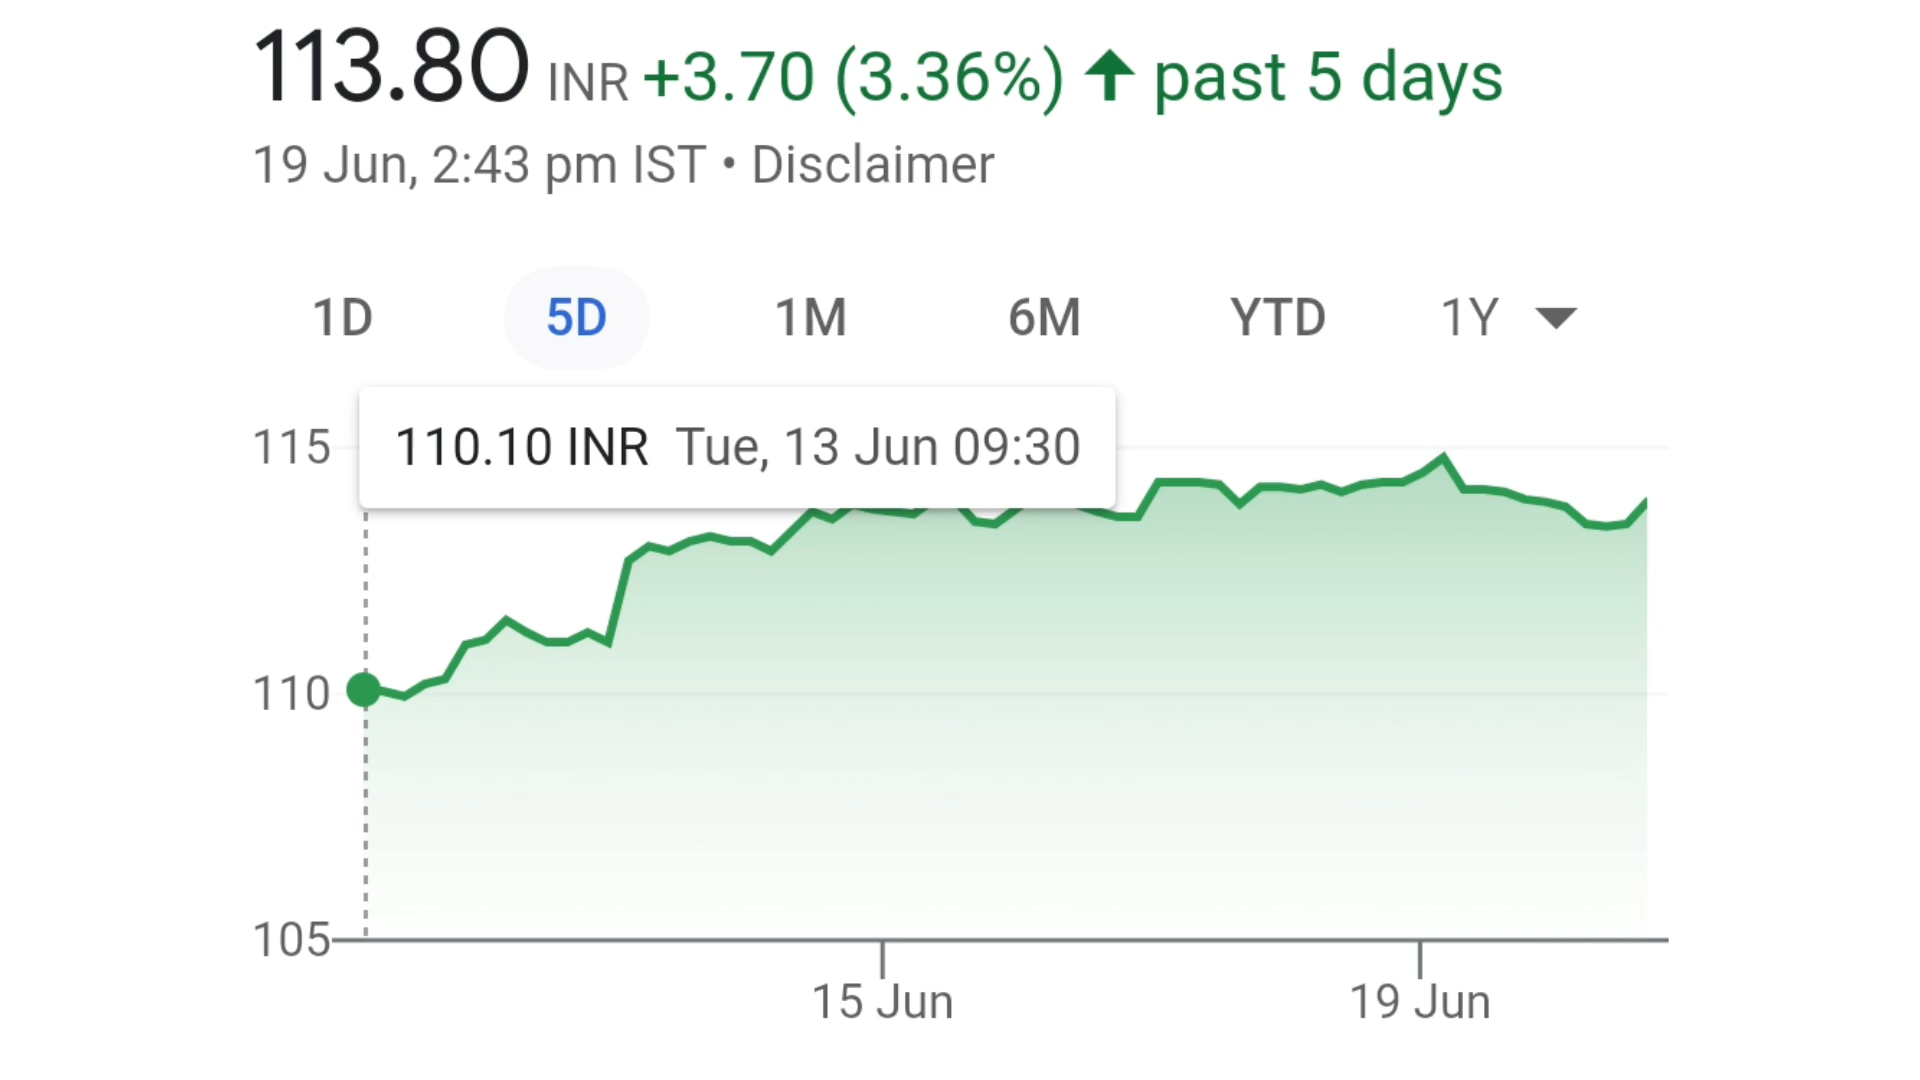 113.80 INR +3.70 (3.36%) ↑ past 5 days
19 Jun, 2:43 pm IST • Disclaimer
1D 5D 1M 6M YTD 1Y
110.10 INR Tue, 13 Jun 09:30
115
110
105
15 Jun 19 Jun